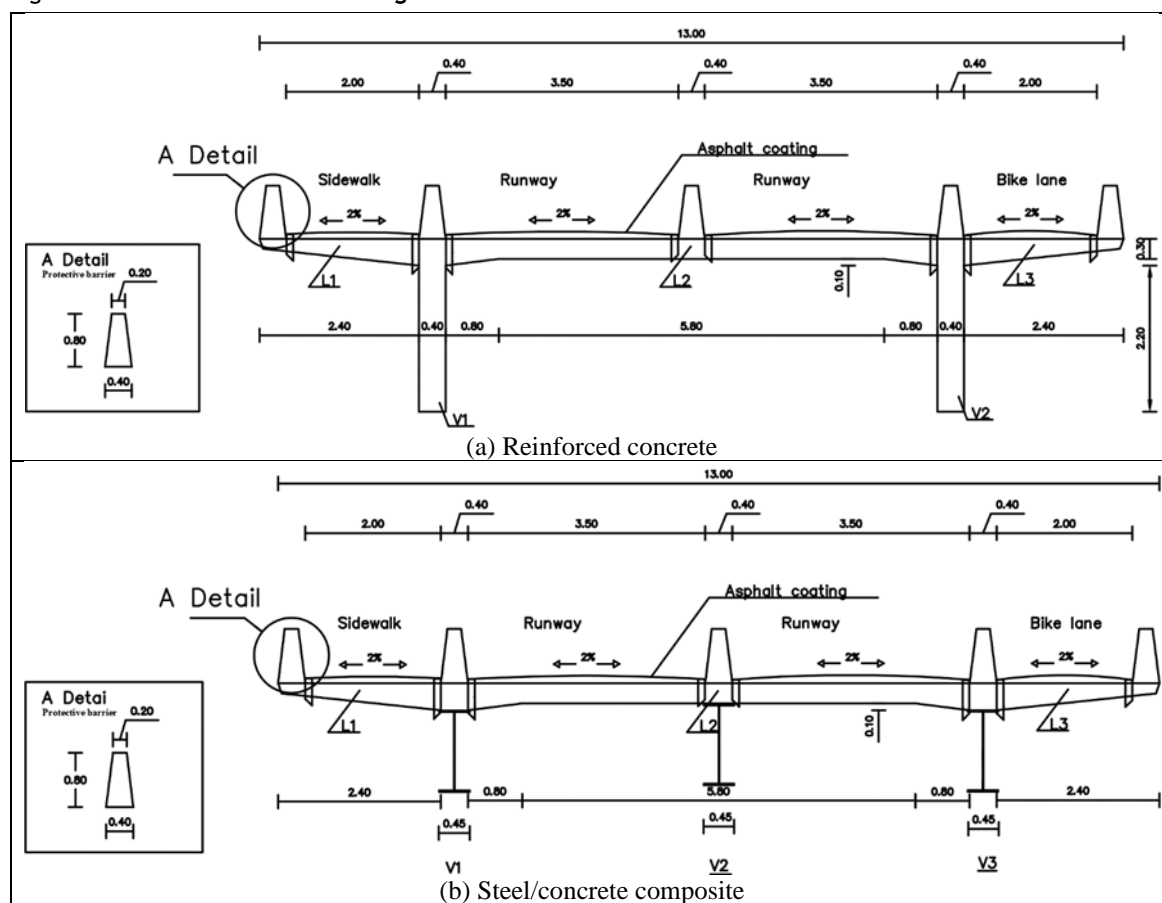 13.00
0.40 0.40 0.40
2.00 3.50 3.50 2.00
A Detail
Asphalt coating
Sidewalk Runway Runway Bike lane
2% 2% 2% 2%
A Detail
Protective barrier 0.20
0.80
0.40
L1 L2 L3
0.10
0.30
2.40 0.40 0.80 5.80 0.80 0.40 2.40
2.20
V1 V2
(a) Reinforced concrete
13.00
0.40 0.40 0.40
2.00 3.50 3.50 2.00
A Detail
Asphalt coating
Sidewalk Runway Runway Bike lane
2% 2% 2% 2%
A Detai
Protective barrier 0.20
0.80
0.40
L1 L2 L3
0.10
2.40 0.80 5.80 0.80 2.40
0.45 0.45 0.45
V1 V2 V3
(b) Steel/concrete composite